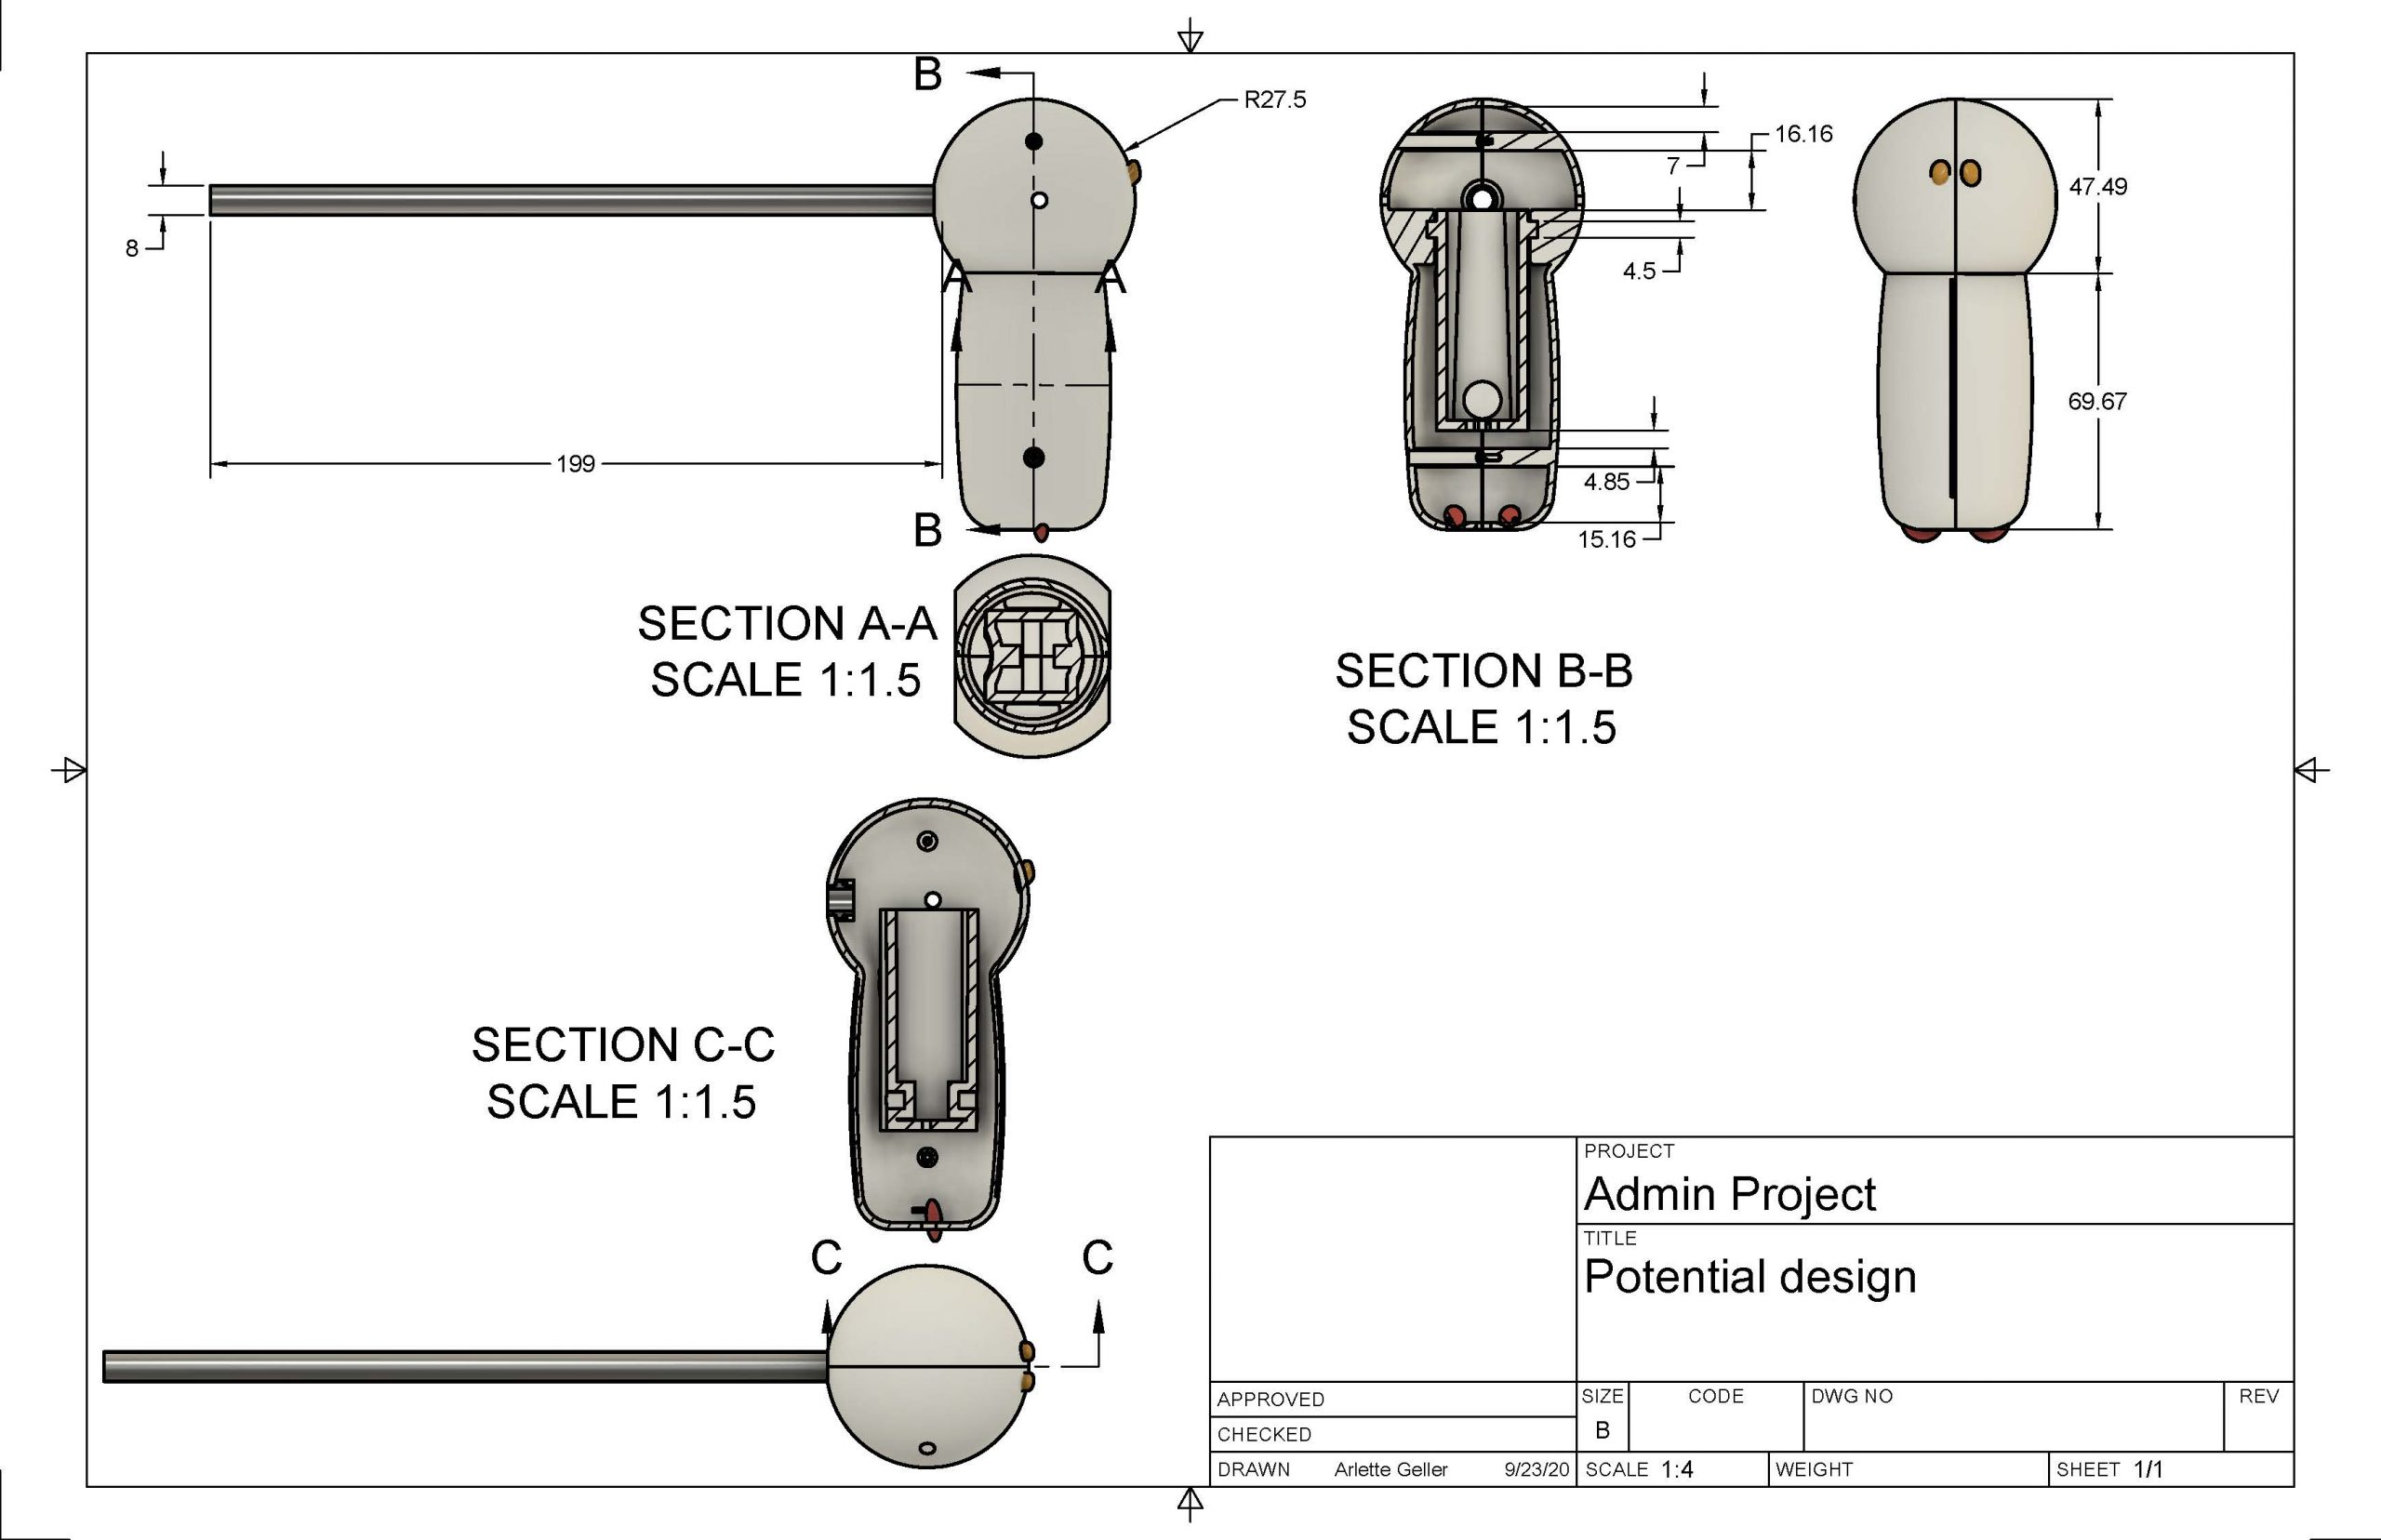 B
R27.5
16.16
7
47.49
8
A A
4.5
69.67
199
4.85
B
15.16
SECTION A-A
SCALE 1:1.5
SECTION B-B
SCALE 1:1.5
SECTION C-C
SCALE 1:1.5
C C
PROJECT
Admin Project
TITLE
Potential design
APPROVED
CHECKED
DRAWN Arlette Geller 9/23/20
SIZE CODE DWG NO REV
B
SCALE 1:4 WEIGHT SHEET 1/1